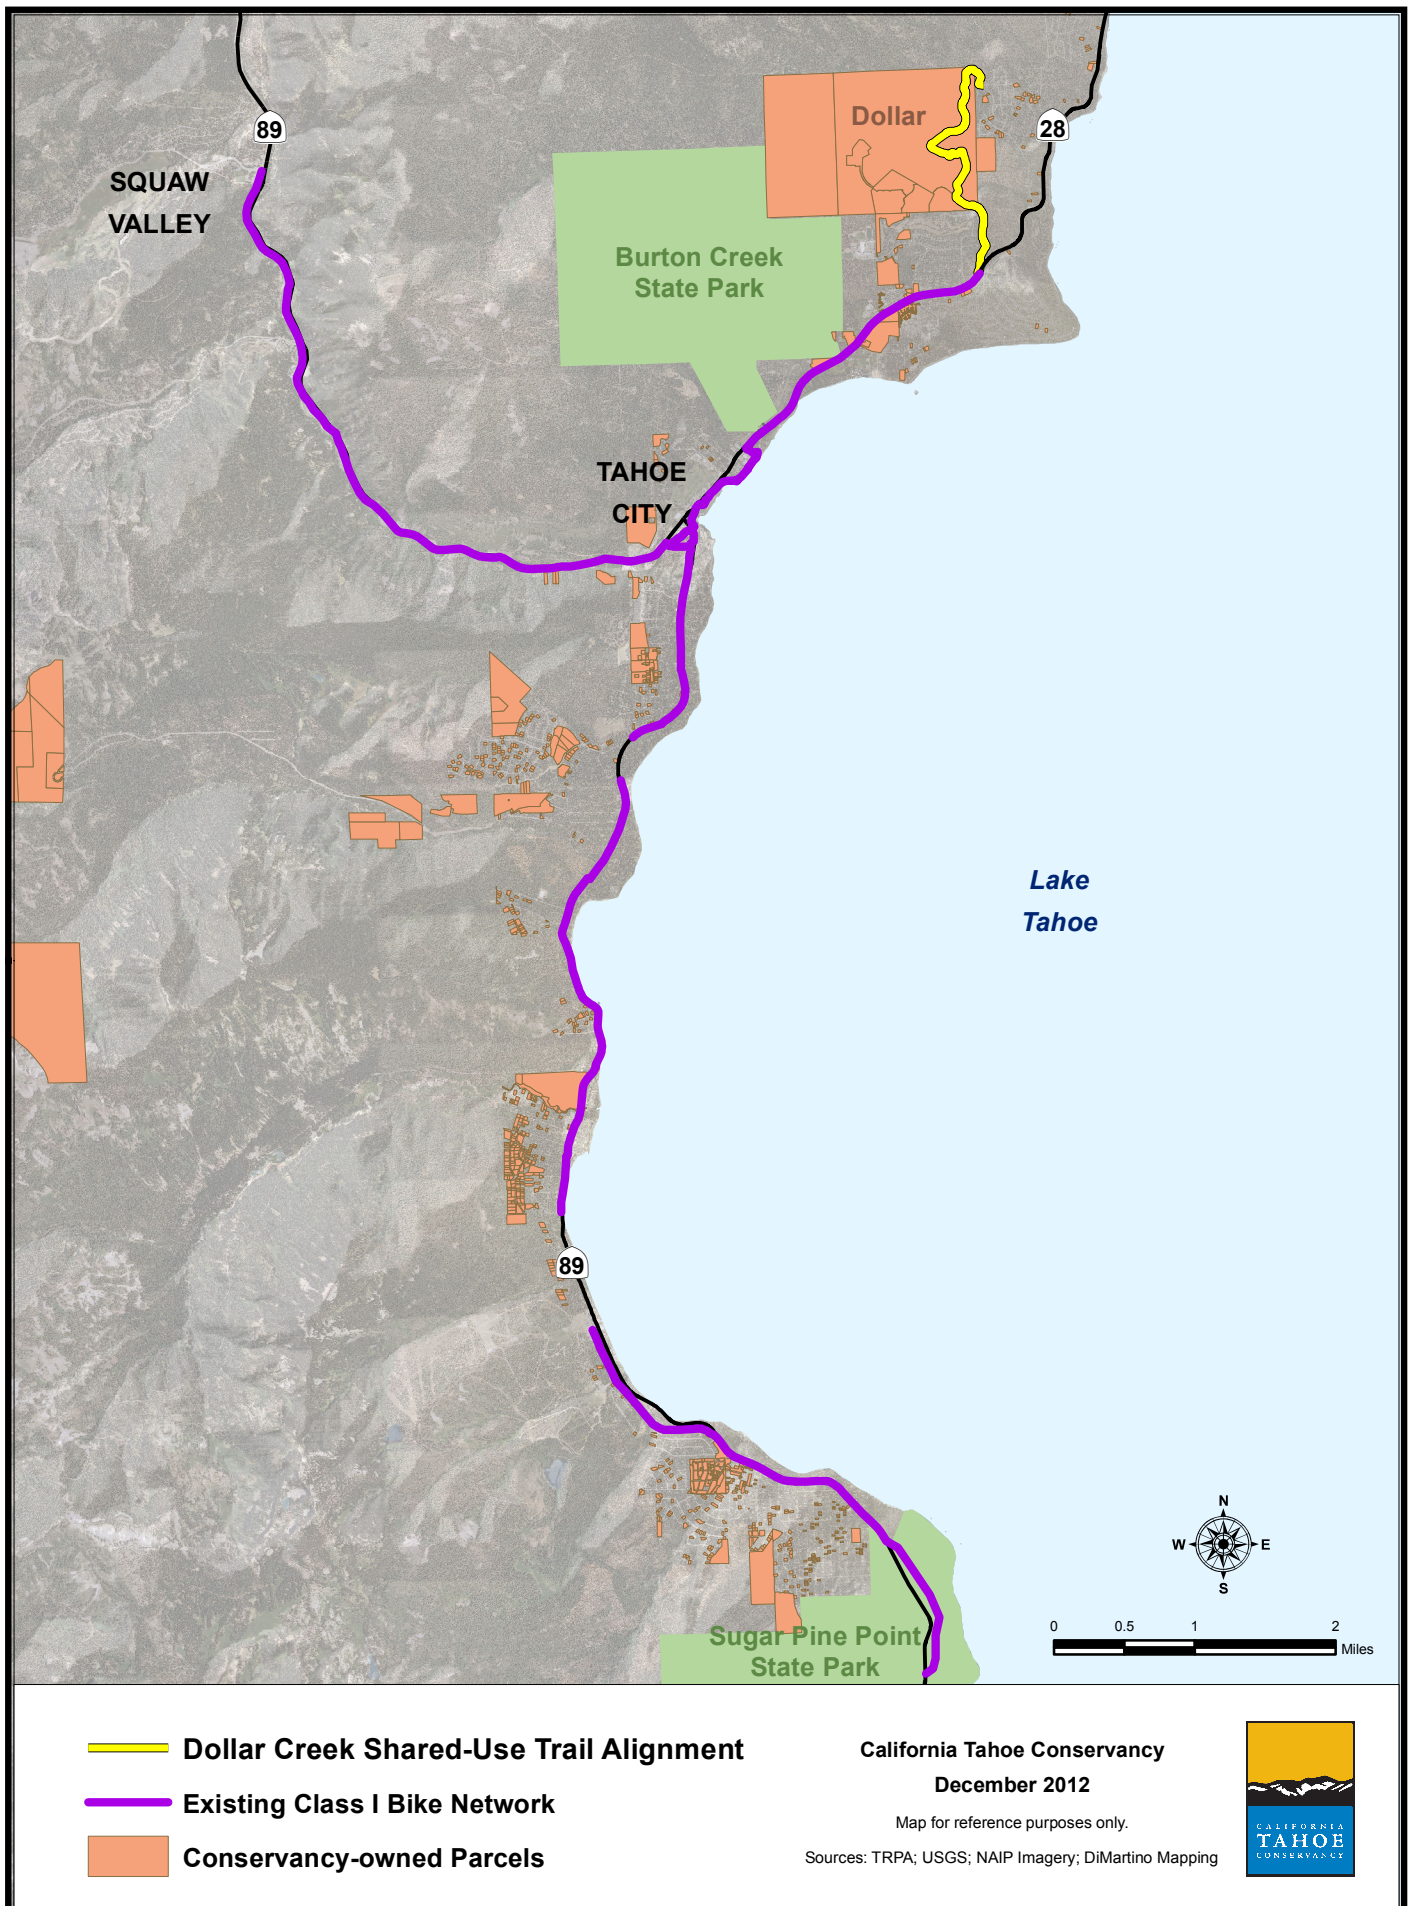 89
28
Dollar
SQUAW
VALLEY
Burton Creek
State Park
TAHOE
CITY
Lake
Tahoe
89
N
W E
S
0 0.5 1 2
Miles
Sugar Pine Point
State Park
Dollar Creek Shared-Use Trail Alignment
Existing Class I Bike Network
Conservancy-owned Parcels
California Tahoe Conservancy
December 2012
Map for reference purposes only.
Sources: TRPA; USGS; NAIP Imagery; DiMartino Mapping
CALIFORNIA
TAHOE
CONSERVANCY